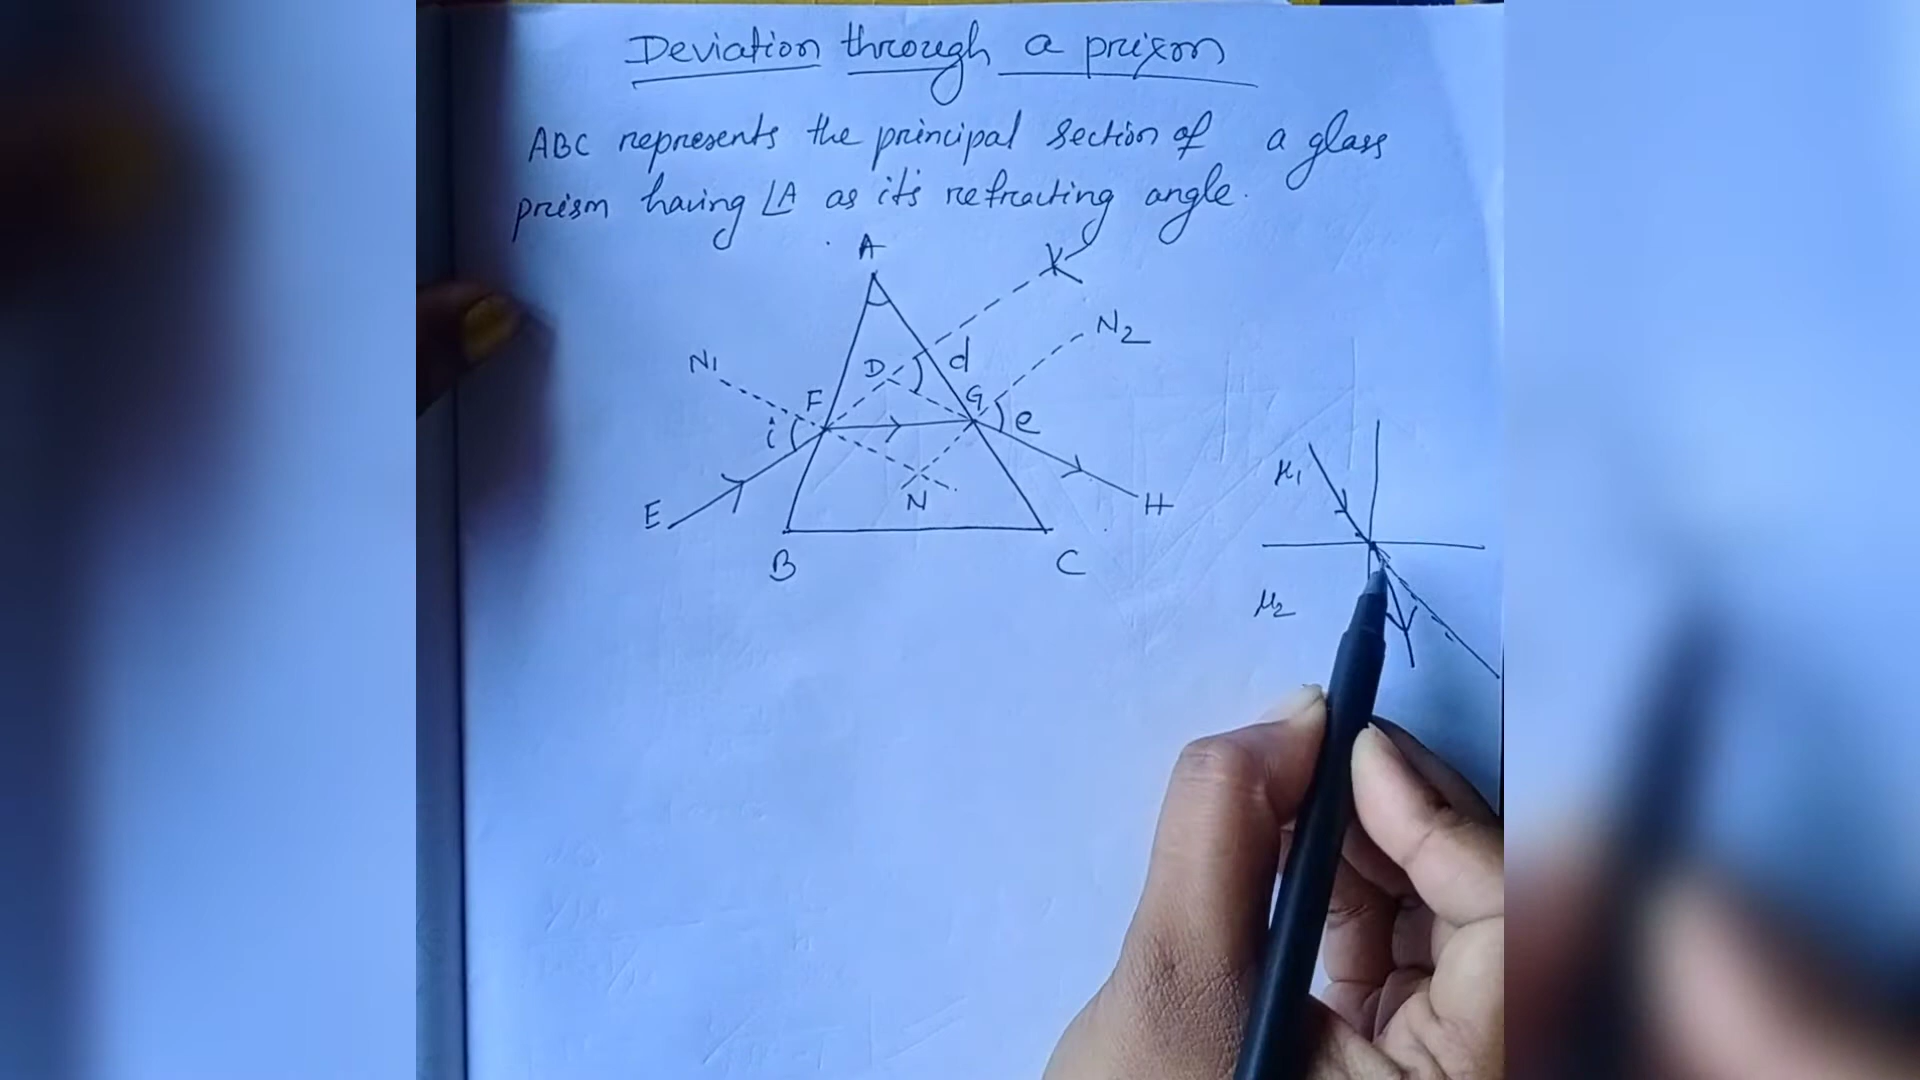 Deviation through a prism
ABC represents the principal section of a glass
prism having ∠A as its refracting angle.
A
K
N2
N1
D
d
F
G
e
i
E
N
H
B
C
μ1
μ2